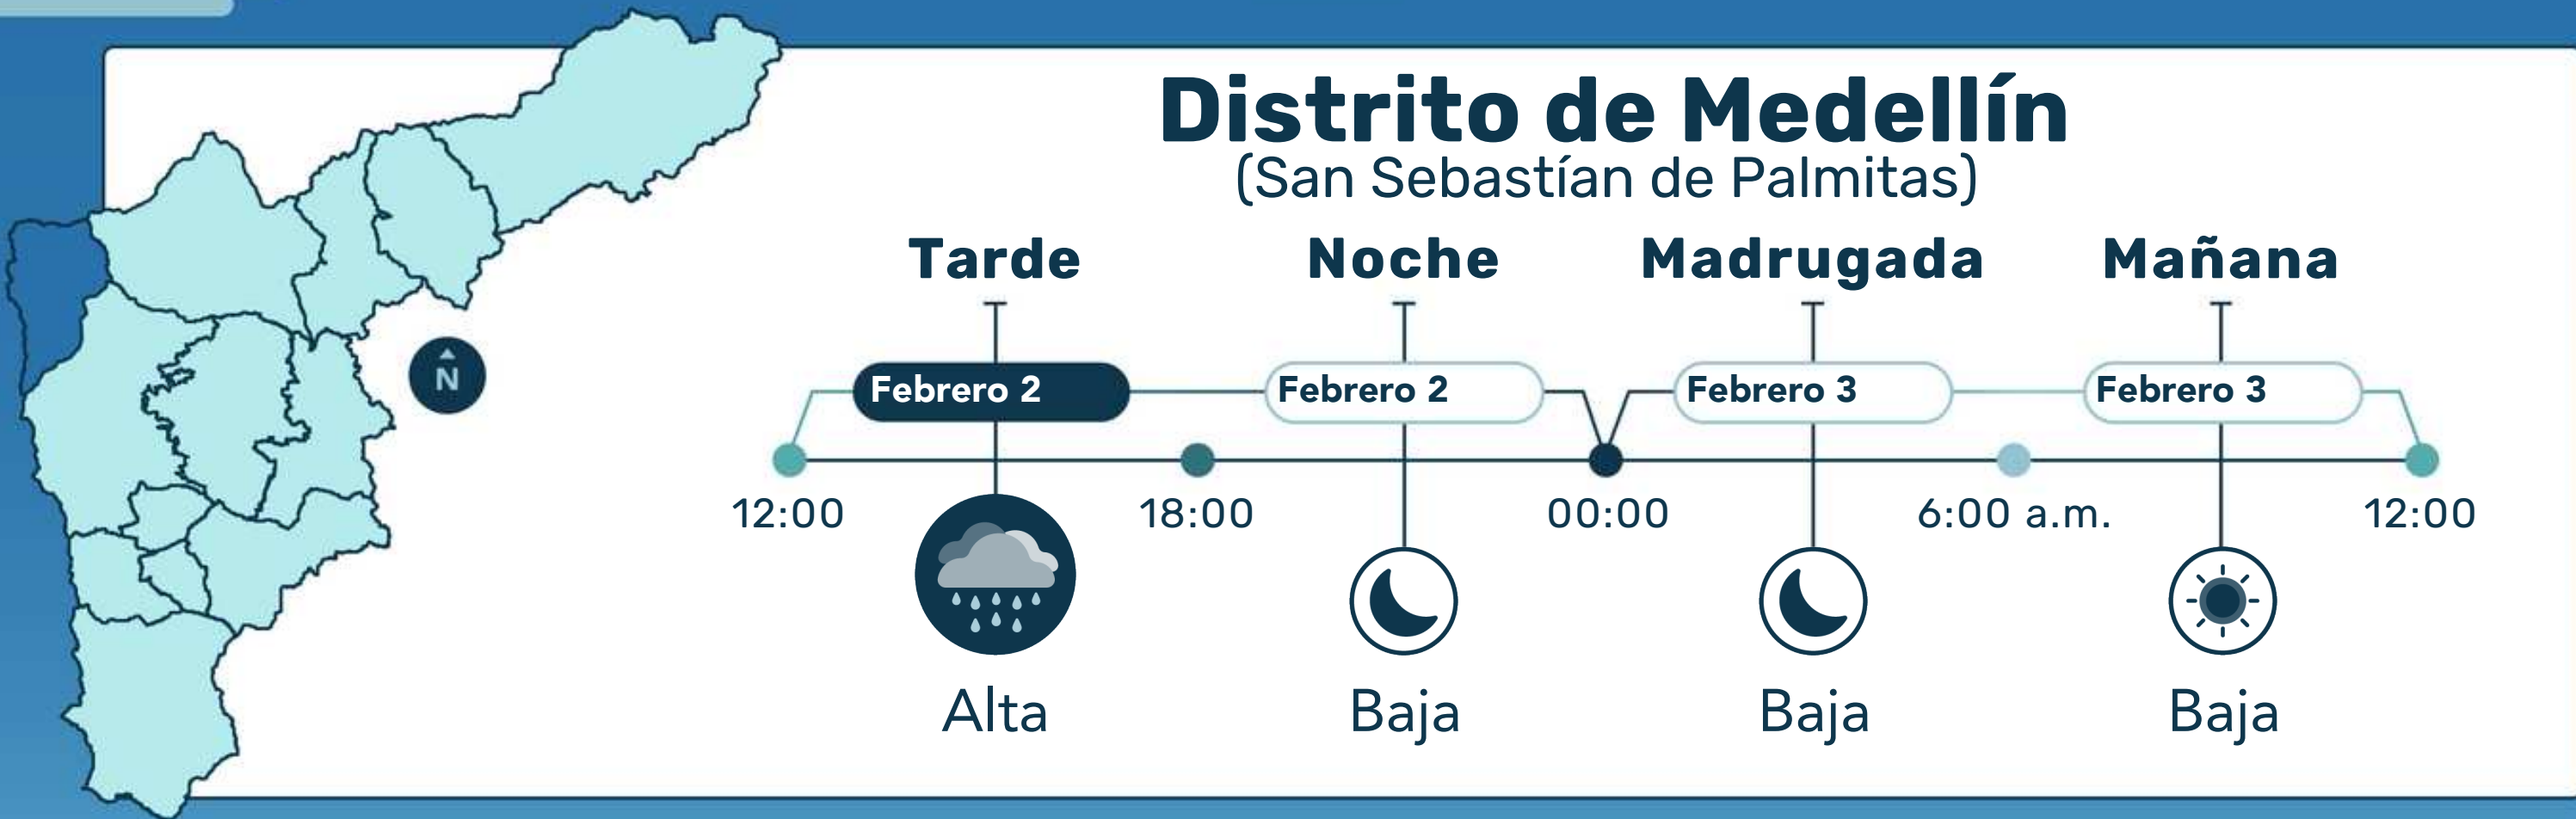 Distrito de Medellín
(San Sebastían de Palmitas)
Tarde Noche Madrugada Mañana
Febrero 2 Febrero 2 Febrero 3 Febrero 3
N
12:00 18:00 00:00 6:00 a.m. 12:00
Alta Baja Baja Baja